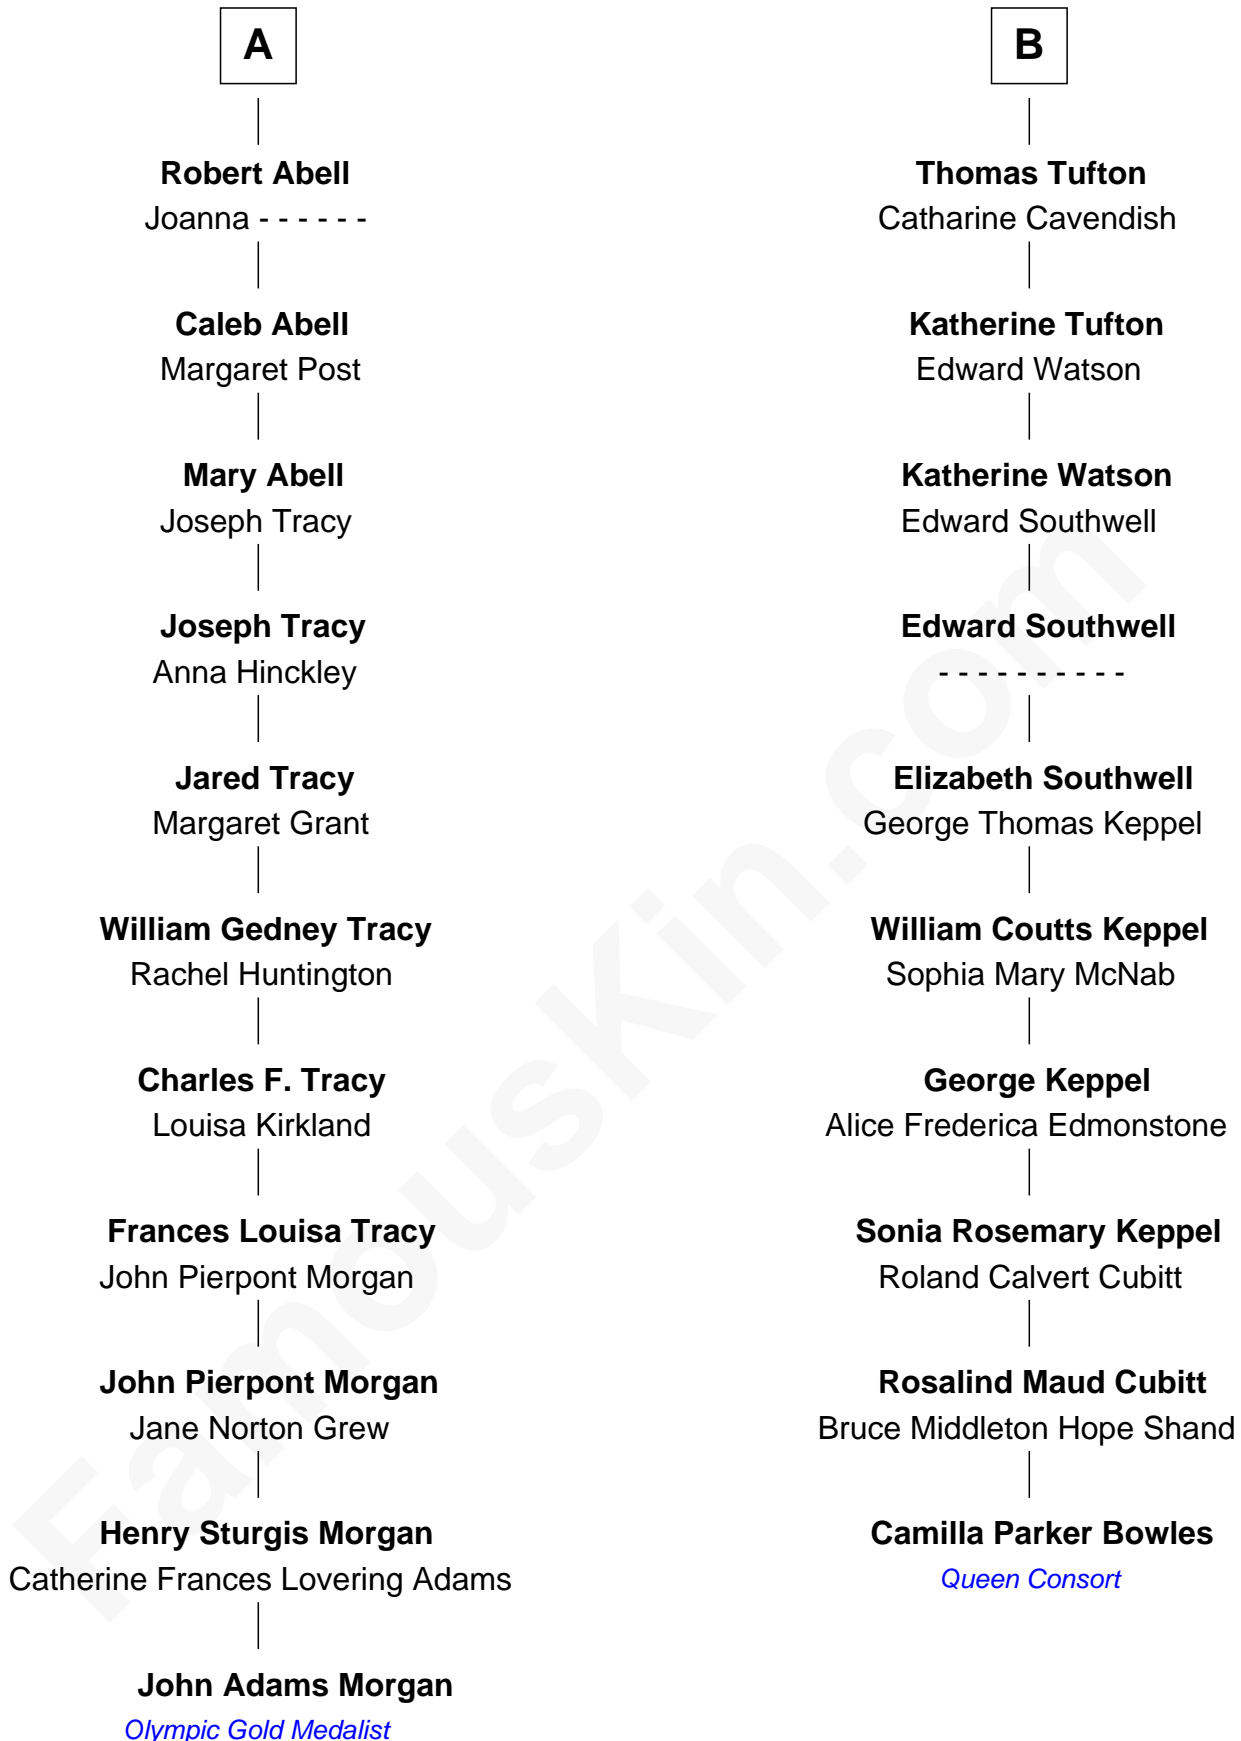 A
Robert Abell
Joanna - - - - - -
Caleb Abell
Margaret Post
Mary Abell
Joseph Tracy
Joseph Tracy
Anna Hinckley
Jared Tracy
Margaret Grant
William Gedney Tracy
Rachel Huntington
Charles F. Tracy
Louisa Kirkland
Frances Louisa Tracy
John Pierpont Morgan
John Pierpont Morgan
Jane Norton Grew
Henry Sturgis Morgan
Catherine Frances Lovering Adams
John Adams Morgan
Olympic Gold Medalist
B
Thomas Tufton
Catharine Cavendish
Katherine Tufton
Edward Watson
Katherine Watson
Edward Southwell
Edward Southwell
- - - - - - - - - -
Elizabeth Southwell
George Thomas Keppel
William Coutts Keppel
Sophia Mary McNab
George Keppel
Alice Frederica Edmonstone
Sonia Rosemary Keppel
Roland Calvert Cubitt
Rosalind Maud Cubitt
Bruce Middleton Hope Shand
Camilla Parker Bowles
Queen Consort
FamousKin.com